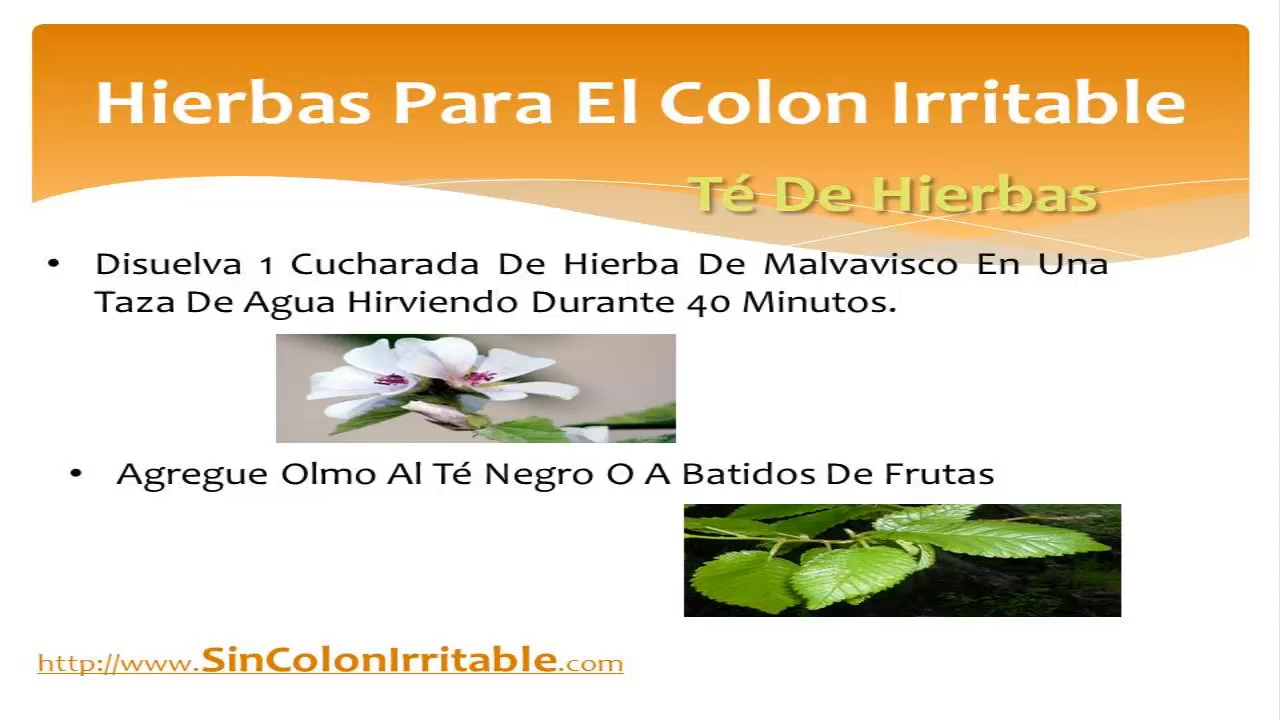 Hierbas Para El Colon Irritable
Té De Hierbas
• Disuelva 1 Cucharada De Hierba De Malvavisco En Una
Taza De Agua Hirviendo Durante 40 Minutos.
• Agregue Olmo Al Té Negro O A Batidos De Frutas
http://www.SinColonIrritable.com